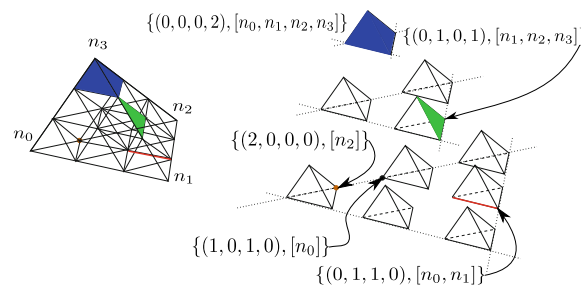 {(0, 0, 0, 2), [n₀, n₁, n₂, n₃]}
{(0, 1, 0, 1), [n₁, n₂, n₃]}
n₃
n₂
n₀
n₁
{(2, 0, 0, 0), [n₂]}
{(1, 0, 1, 0), [n₀]}
{(0, 1, 1, 0), [n₀, n₁]}